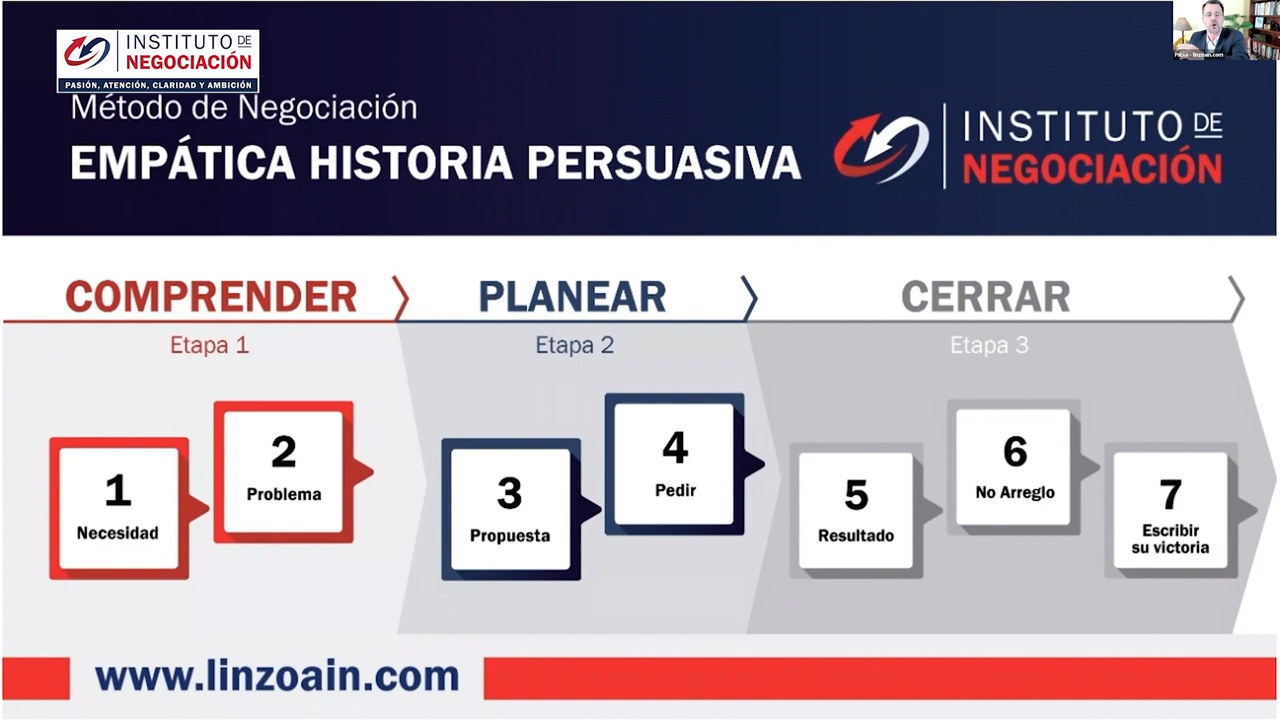 INSTITUTO DE
NEGOCIACIÓN
PASIÓN, ATENCIÓN, CLARIDAD Y AMBICIÓN
Método de Negociación
EMPÁTICA HISTORIA PERSUASIVA
INSTITUTO DE
NEGOCIACIÓN
linzoain.com
COMPRENDER
Etapa 1
PLANEAR
Etapa 2
CERRAR
Etapa 3
1
Necesidad
2
Problema
3
Propuesta
4
Pedir
5
Resultado
6
No Arreglo
7
Escribir
su victoria
www.linzoain.com